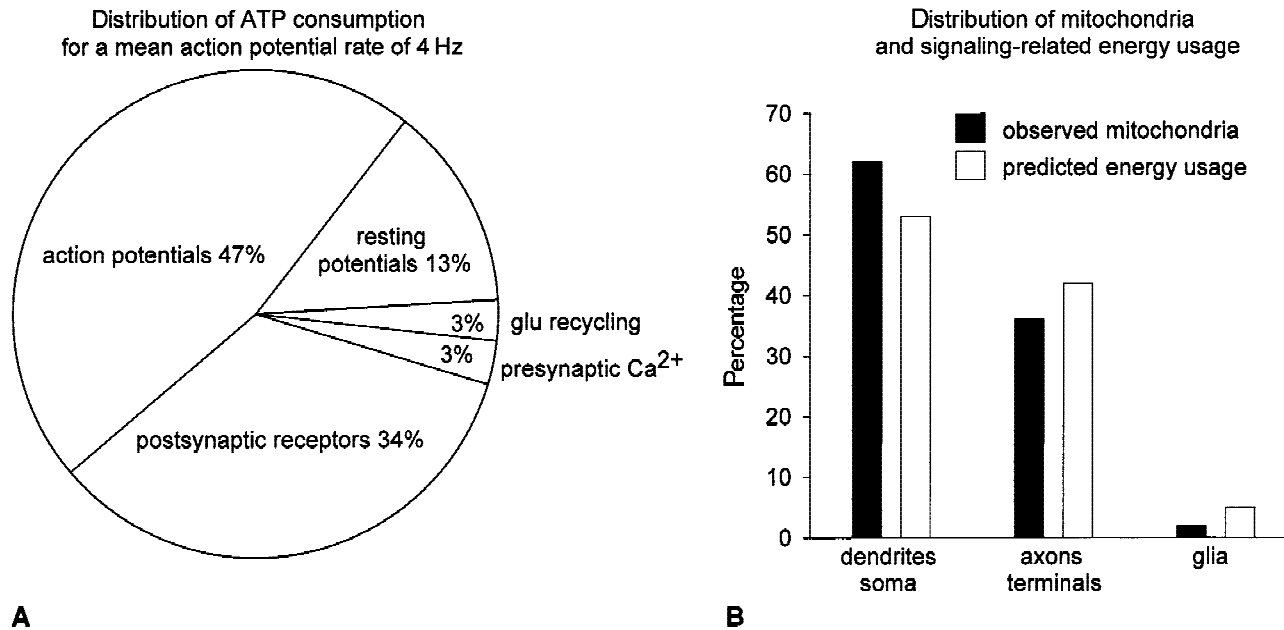 Distribution of ATP consumption
for a mean action potential rate of 4 Hz
action potentials 47%
resting
potentials 13%
3% glu recycling
3% presynaptic Ca²⁺
postsynaptic receptors 34%
A
Distribution of mitochondria
and signaling-related energy usage
observed mitochondria
predicted energy usage
Percentage
70
60
50
40
30
20
10
0
dendrites
soma
axons
terminals
glia
B